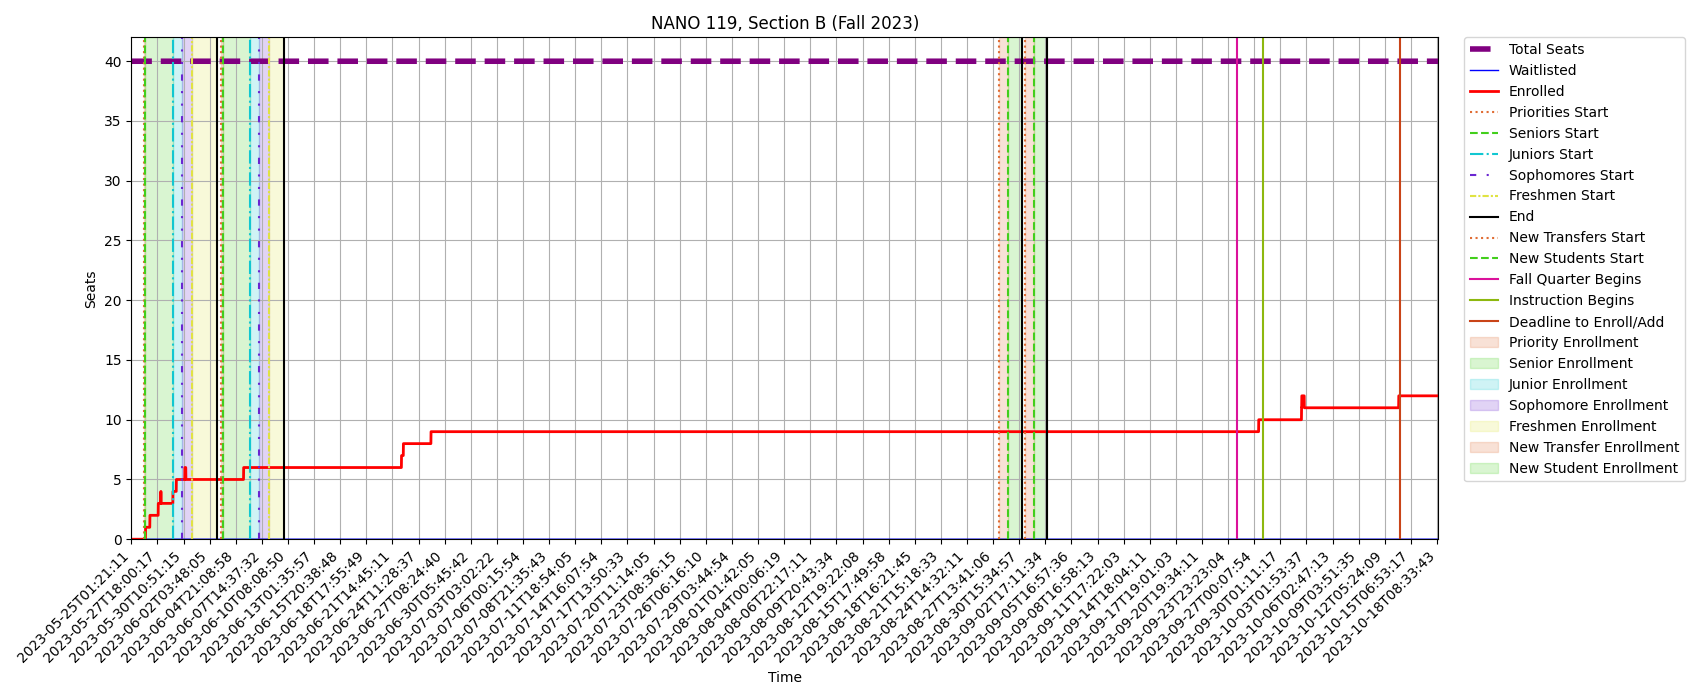 NANO 119, Section B (Fall 2023)
Seats
40
35
30
25
20
15
10
5
0
2023-05-25T01:21:11
2023-05-27T18:00:17
2023-05-30T10:51:15
2023-06-02T03:48:05
2023-06-04T21:08:58
2023-06-07T14:37:32
2023-06-10T08:08:50
2023-06-13T01:35:57
2023-06-15T20:38:48
2023-06-18T17:55:49
2023-06-21T14:45:11
2023-06-24T11:28:37
2023-06-27T08:24:40
2023-06-30T05:45:42
2023-07-03T03:02:22
2023-07-06T00:15:54
2023-07-08T21:35:43
2023-07-11T18:54:05
2023-07-14T16:07:54
2023-07-17T13:50:33
2023-07-20T11:14:05
2023-07-23T08:36:15
2023-07-26T06:16:10
2023-07-29T03:44:54
2023-08-01T01:42:05
2023-08-04T00:06:19
2023-08-06T22:17:11
2023-08-09T20:43:34
2023-08-12T19:22:08
2023-08-15T17:49:58
2023-08-18T16:21:45
2023-08-21T15:18:33
2023-08-24T14:32:11
2023-08-27T13:41:06
2023-08-30T15:34:57
2023-09-02T17:11:34
2023-09-05T16:57:36
2023-09-08T16:58:13
2023-09-11T17:22:03
2023-09-14T18:04:11
2023-09-17T19:01:03
2023-09-20T19:34:11
2023-09-23T23:23:04
2023-09-27T00:07:54
2023-09-30T01:11:17
2023-10-03T01:53:37
2023-10-06T02:47:13
2023-10-09T03:51:35
2023-10-12T05:24:09
2023-10-15T06:53:17
2023-10-18T08:33:43
Time
Total Seats
Waitlisted
Enrolled
Priorities Start
Seniors Start
Juniors Start
Sophomores Start
Freshmen Start
End
New Transfers Start
New Students Start
Fall Quarter Begins
Instruction Begins
Deadline to Enroll/Add
Priority Enrollment
Senior Enrollment
Junior Enrollment
Sophomore Enrollment
Freshmen Enrollment
New Transfer Enrollment
New Student Enrollment